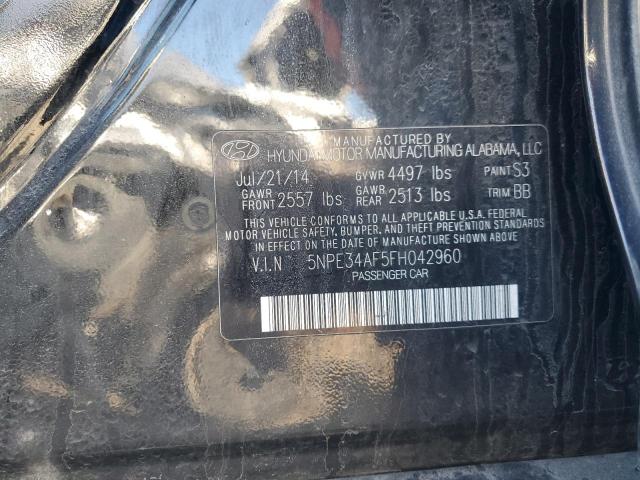 MANUFACTURED BY
HYUNDAI MOTOR MANUFACTURING ALABAMA, LLC
Jul/21/14 GVWR 4497 lbs PAINT S3
GAWR FRONT 2557 lbs GAWR REAR 2513 lbs TRIM BB
THIS VEHICLE CONFORMS TO ALL APPLICABLE U.S.A. FEDERAL
MOTOR VEHICLE SAFETY, BUMPER, AND THEFT PREVENTION STANDARDS
IN EFFECT ON THE DATE OF MANUFACTURE SHOWN ABOVE.
V.I.N 5NPE34AF5FH042960
PASSENGER CAR